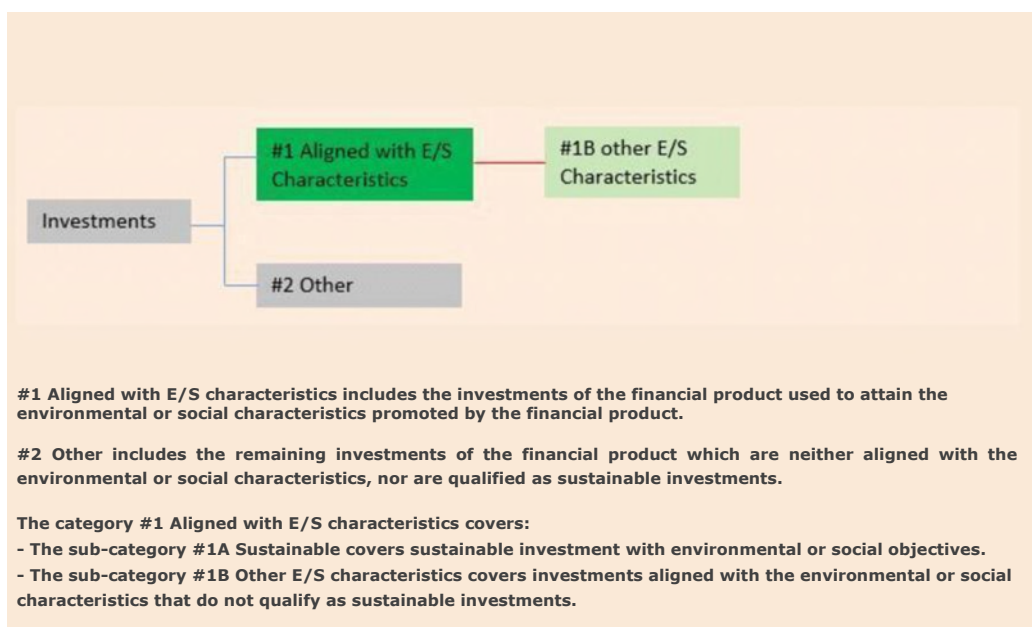 #1 Aligned with E/S
Characteristics
#1B other E/S
Characteristics
Investments
#2 Other
#1 Aligned with E/S characteristics includes the investments of the financial product used to attain the
environmental or social characteristics promoted by the financial product.
#2 Other includes the remaining investments of the financial product which are neither aligned with the
environmental or social characteristics, nor are qualified as sustainable investments.
The category #1 Aligned with E/S characteristics covers:
- The sub-category #1A Sustainable covers sustainable investment with environmental or social objectives.
- The sub-category #1B Other E/S characteristics covers investments aligned with the environmental or social
characteristics that do not qualify as sustainable investments.